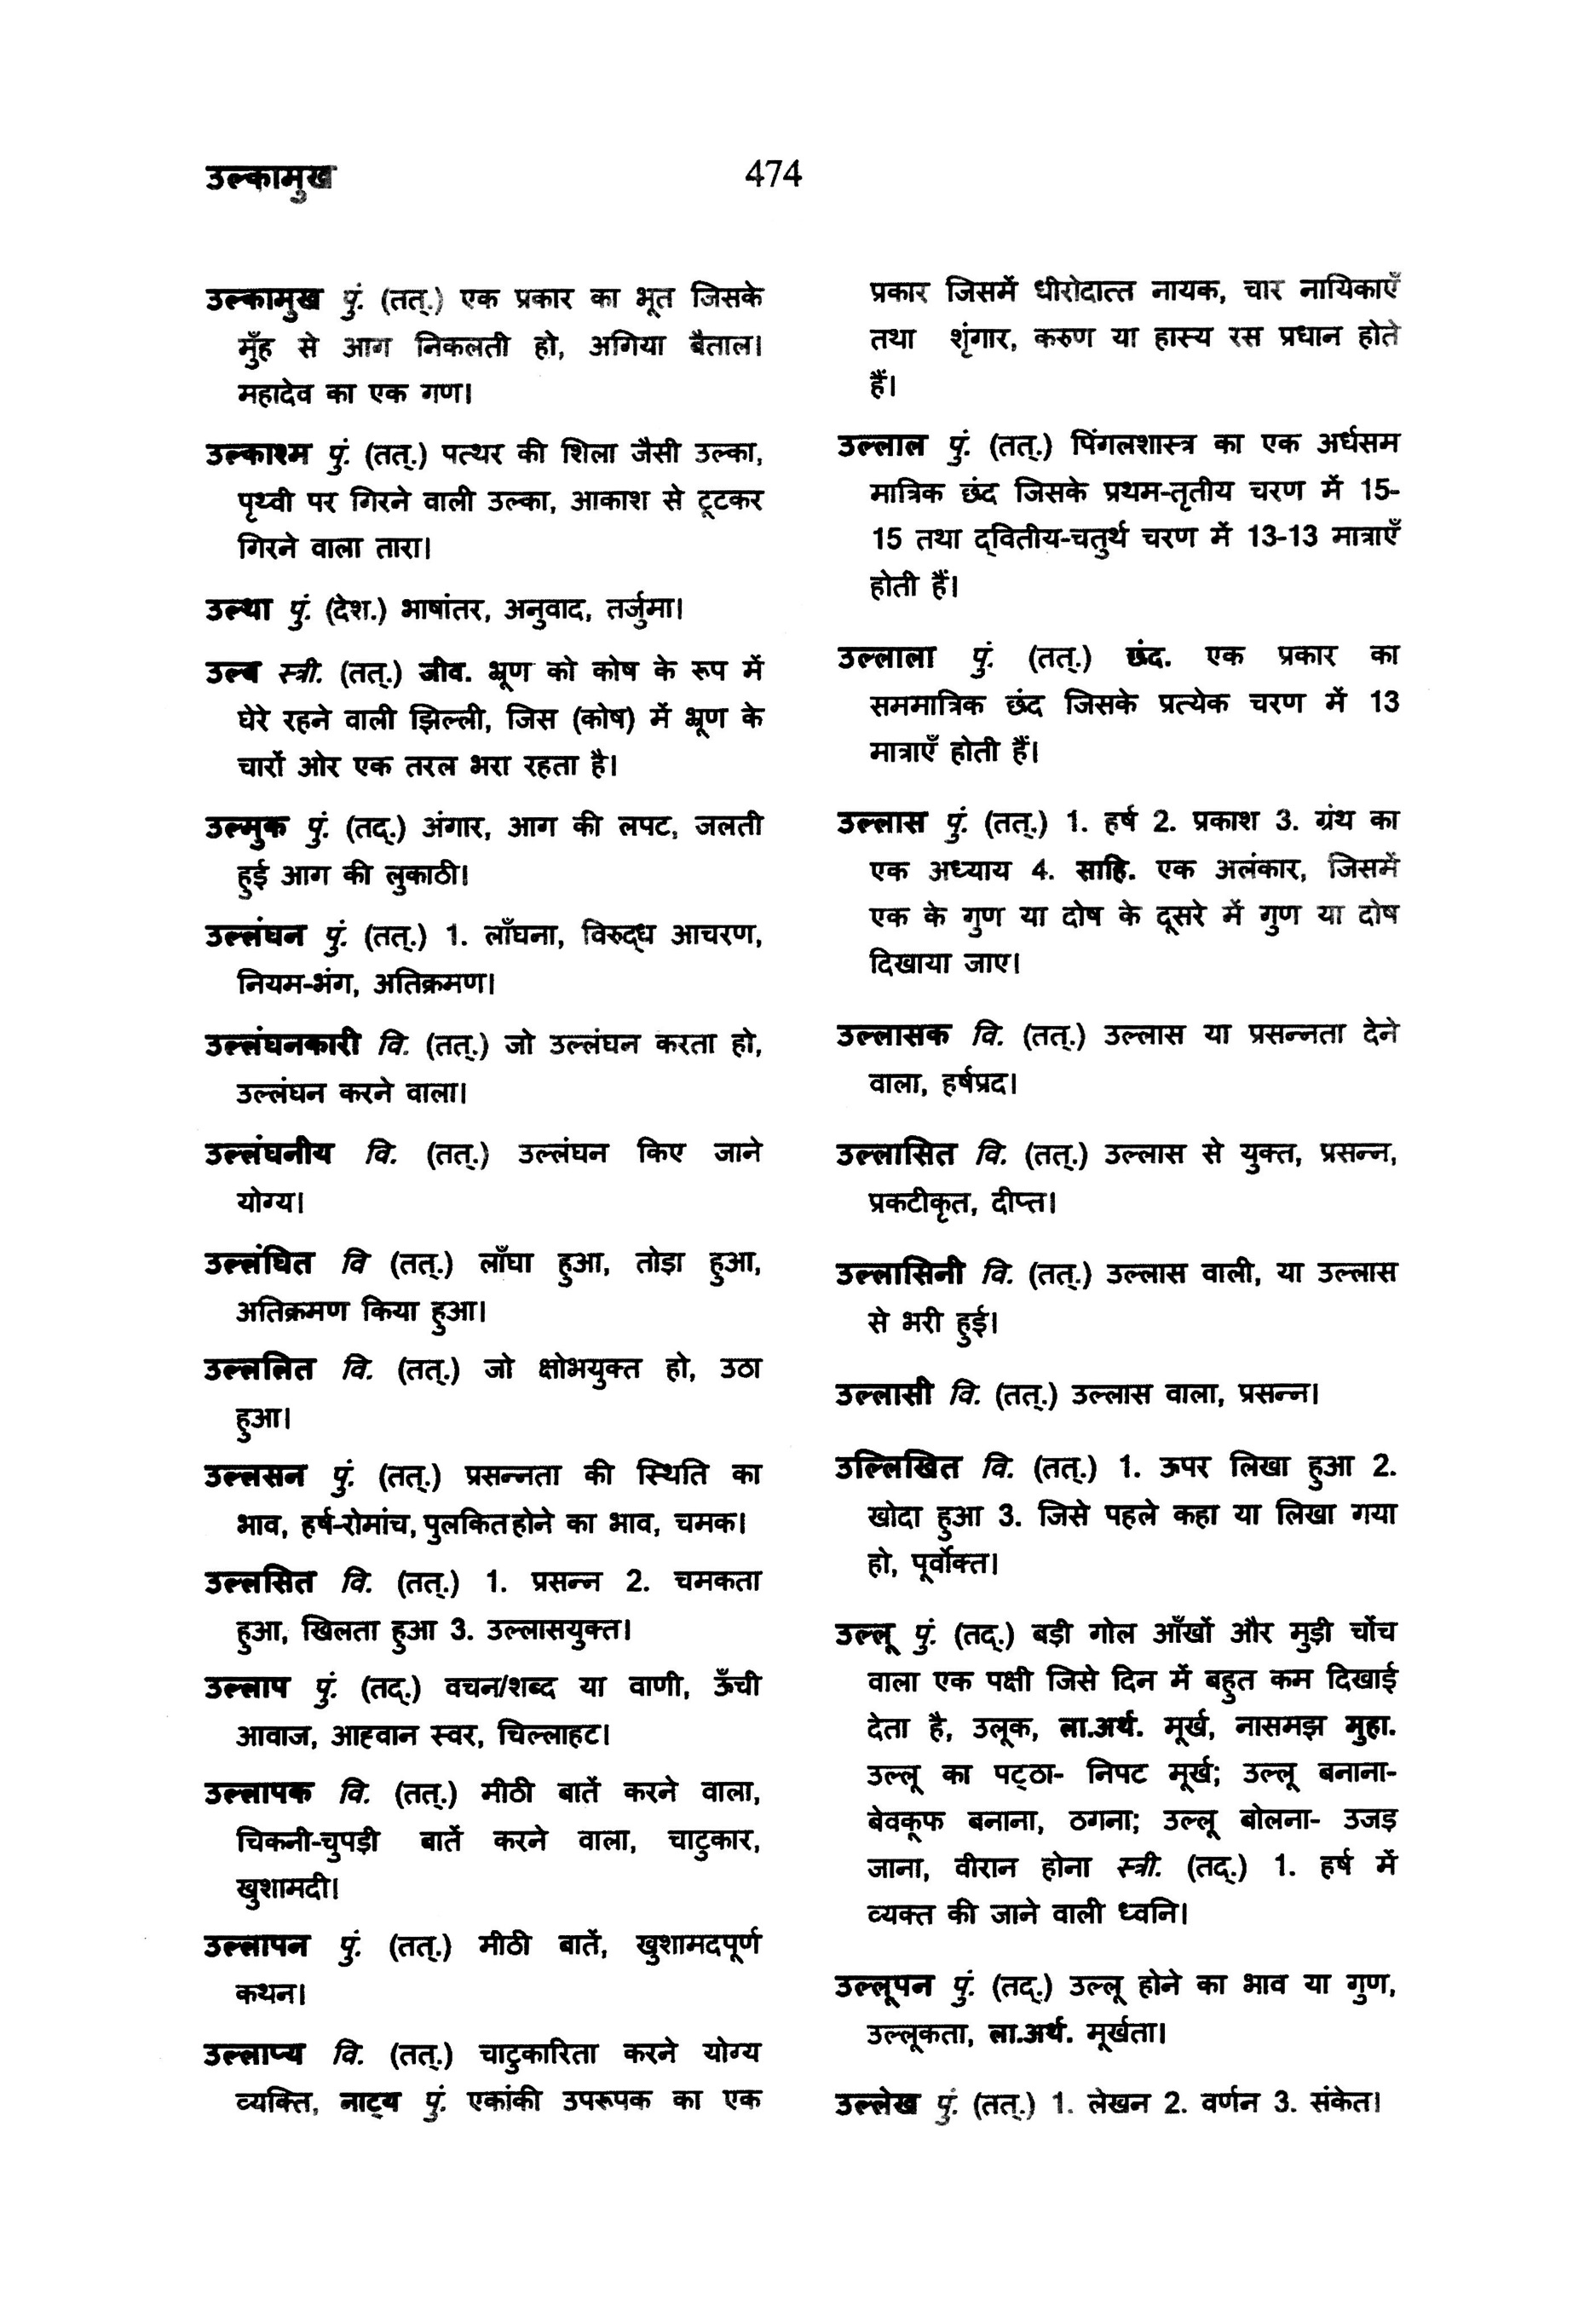 उल्कामुख
474
उल्कामुख पुं. (तत्.) एक प्रकार का भूत जिसके
मुँह से आग निकलती हो, अगिया बैताल।
महादेव का एक गण।
उल्काश्म पुं. (तत्.) पत्थर की शिला जैसी उल्का,
पृथ्वी पर गिरने वाली उल्का, आकाश से टूटकर
गिरने वाला तारा।
उल्था पुं. (देश.) भाषांतर, अनुवाद, तर्जुमा।
उल्ब स्त्री. (तत्.) जीव. भ्रूण को कोष के रूप में
घेरे रहने वाली झिल्ली, जिस (कोष) में भ्रूण के
चारों ओर एक तरल भरा रहता है।
उल्मुक पुं. (तद्.) अंगार, आग की लपट, जलती
हुई आग की लुकाठी।
उल्लंघन पुं. (तत्.) 1. लाँघना, विरुद्ध आचरण,
नियम-भंग, अतिक्रमण।
उल्लंघनकारी वि. (तत्.) जो उल्लंघन करता हो,
उल्लंघन करने वाला।
उल्लंघनीय वि. (तत्.) उल्लंघन किए जाने
योग्य।
उल्लंघित वि (तत्.) लाँघा हुआ, तोड़ा हुआ,
अतिक्रमण किया हुआ।
उल्ललित वि. (तत्.) जो क्षोभयुक्त हो, उठा
हुआ।
उल्लसन पुं. (तत्.) प्रसन्नता की स्थिति का
भाव, हर्ष-रोमांच, पुलकित होने का भाव, चमक।
उल्लसित वि. (तत्.) 1. प्रसन्न 2. चमकता
हुआ, खिलता हुआ 3. उल्लासयुक्त।
उल्लाप पुं. (तद्.) वचन/शब्द या वाणी, ऊँची
आवाज, आह्वान स्वर, चिल्लाहट।
उल्लापक वि. (तत्.) मीठी बातें करने वाला,
चिकनी-चुपड़ी बातें करने वाला, चाटुकार,
खुशामदी।
उल्लापन पुं. (तत्.) मीठी बातें, खुशामदपूर्ण
कथन।
उल्लाप्य वि. (तत्.) चाटुकारिता करने योग्य
व्यक्ति, नाट्य पुं. एकांकी उपरूपक का एक
प्रकार जिसमें धीरोदात्त नायक, चार नायिकाएँ
तथा शृंगार, करुण या हास्य रस प्रधान होते
हैं।
उल्लाल पुं. (तत्.) पिंगलशास्त्र का एक अर्धसम
मात्रिक छंद जिसके प्रथम-तृतीय चरण में 15-
15 तथा द्वितीय-चतुर्थ चरण में 13-13 मात्राएँ
होती हैं।
उल्लाला पुं. (तत्.) छंद. एक प्रकार का
सममात्रिक छंद जिसके प्रत्येक चरण में 13
मात्राएँ होती हैं।
उल्लास पुं. (तत्.) 1. हर्ष 2. प्रकाश 3. ग्रंथ का
एक अध्याय 4. साहि. एक अलंकार, जिसमें
एक के गुण या दोष के दूसरे में गुण या दोष
दिखाया जाए।
उल्लासक वि. (तत्.) उल्लास या प्रसन्नता देने
वाला, हर्षप्रद।
उल्लासित वि. (तत्.) उल्लास से युक्त, प्रसन्न,
प्रकटीकृत, दीप्त।
उल्लासिनी वि. (तत्.) उल्लास वाली, या उल्लास
से भरी हुई।
उल्लासी वि. (तत्.) उल्लास वाला, प्रसन्न।
उल्लिखित वि. (तत्.) 1. ऊपर लिखा हुआ 2.
खोदा हुआ 3. जिसे पहले कहा या लिखा गया
हो, पूर्वोक्त।
उल्लू पुं. (तद्.) बड़ी गोल आँखों और मुड़ी चोंच
वाला एक पक्षी जिसे दिन में बहुत कम दिखाई
देता है, उलूक, ला.अर्थ. मूर्ख, नासमझ मुहा.
उल्लू का पट्ठा- निपट मूर्ख; उल्लू बनाना-
बेवकूफ बनाना, ठगना; उल्लू बोलना- उजड़
जाना, वीरान होना स्त्री. (तद्.) 1. हर्ष में
व्यक्त की जाने वाली ध्वनि।
उल्लूपन पुं. (तद्.) उल्लू होने का भाव या गुण,
उल्लूकता, ला.अर्थ. मूर्खता।
उल्लेख पुं. (तत्.) 1. लेखन 2. वर्णन 3. संकेत।